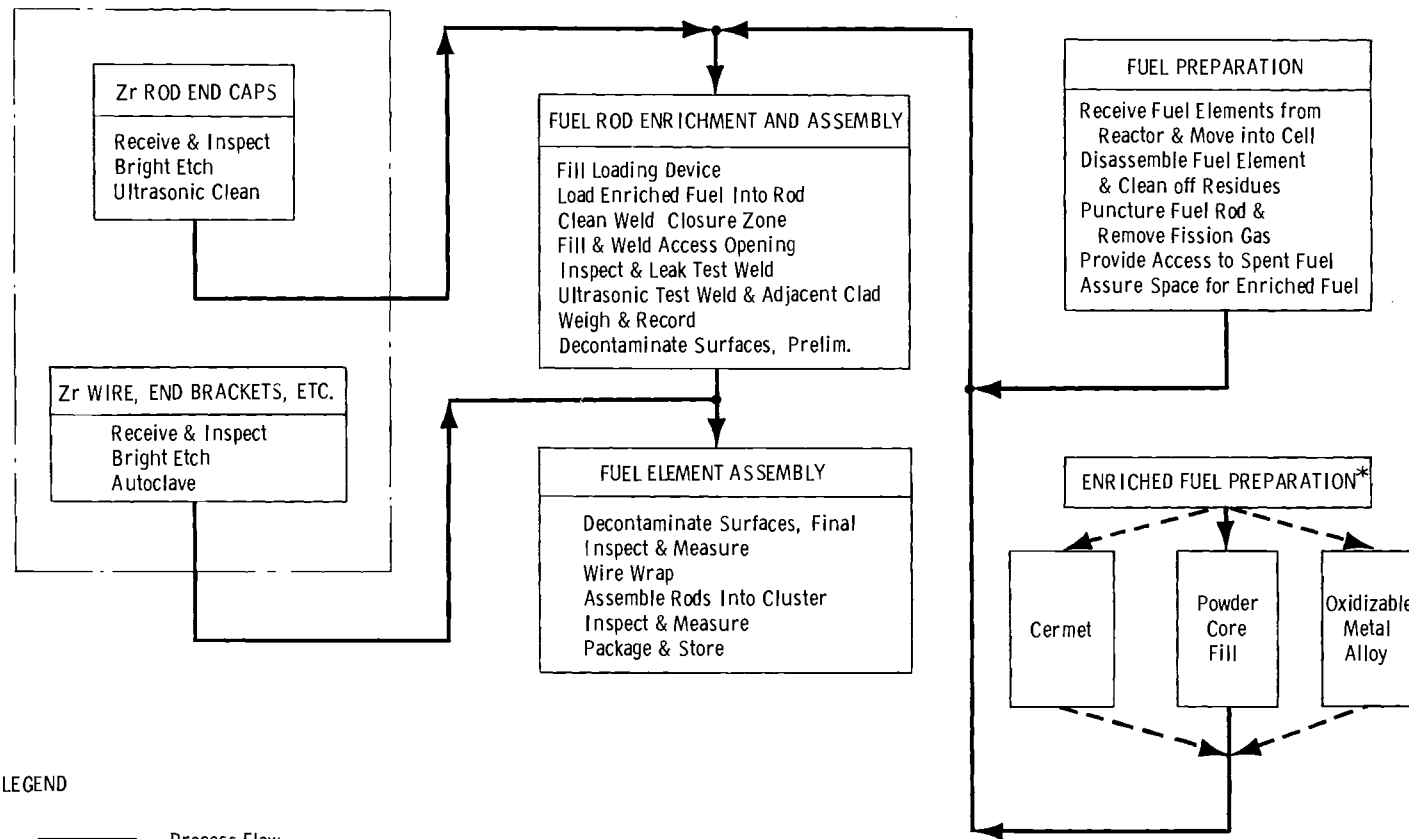 Zr ROD END CAPS
Receive & Inspect
Bright Etch
Ultrasonic Clean
Zr WIRE, END BRACKETS, ETC.
Receive & Inspect
Bright Etch
Autoclave
FUEL ROD ENRICHMENT AND ASSEMBLY
Fill Loading Device
Load Enriched Fuel Into Rod
Clean Weld Closure Zone
Fill & Weld Access Opening
Inspect & Leak Test Weld
Ultrasonic Test Weld & Adjacent Clad
Weigh & Record
Decontaminate Surfaces, Prelim.
FUEL ELEMENT ASSEMBLY
Decontaminate Surfaces, Final
Inspect & Measure
Wire Wrap
Assemble Rods Into Cluster
Inspect & Measure
Package & Store
FUEL PREPARATION
Receive Fuel Elements from
Reactor & Move into Cell
Disassemble Fuel Element
& Clean off Residues
Puncture Fuel Rod &
Remove Fission Gas
Provide Access to Spent Fuel
Assure Space for Enriched Fuel
ENRICHED FUEL PREPARATION*
Cermet
Powder
Core
Fill
Oxidizable
Metal
Alloy
LEGEND
Process Flow